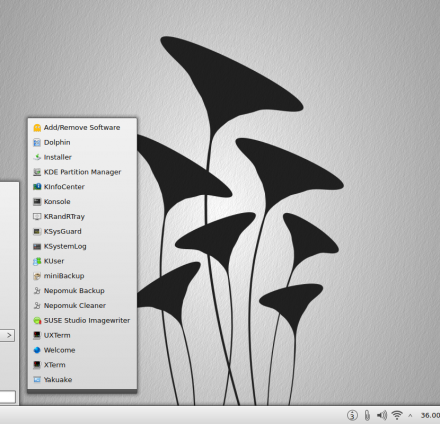 Add/Remove Software
Dolphin
Installer
KDE Partition Manager
KInfoCenter
Konsole
KRandRTray
KSysGuard
KSystemLog
KUser
miniBackup
Nepomuk Backup
Nepomuk Cleaner
SUSE Studio Imagewriter
UXTerm
Welcome
XTerm
Yakuake
3
36.00